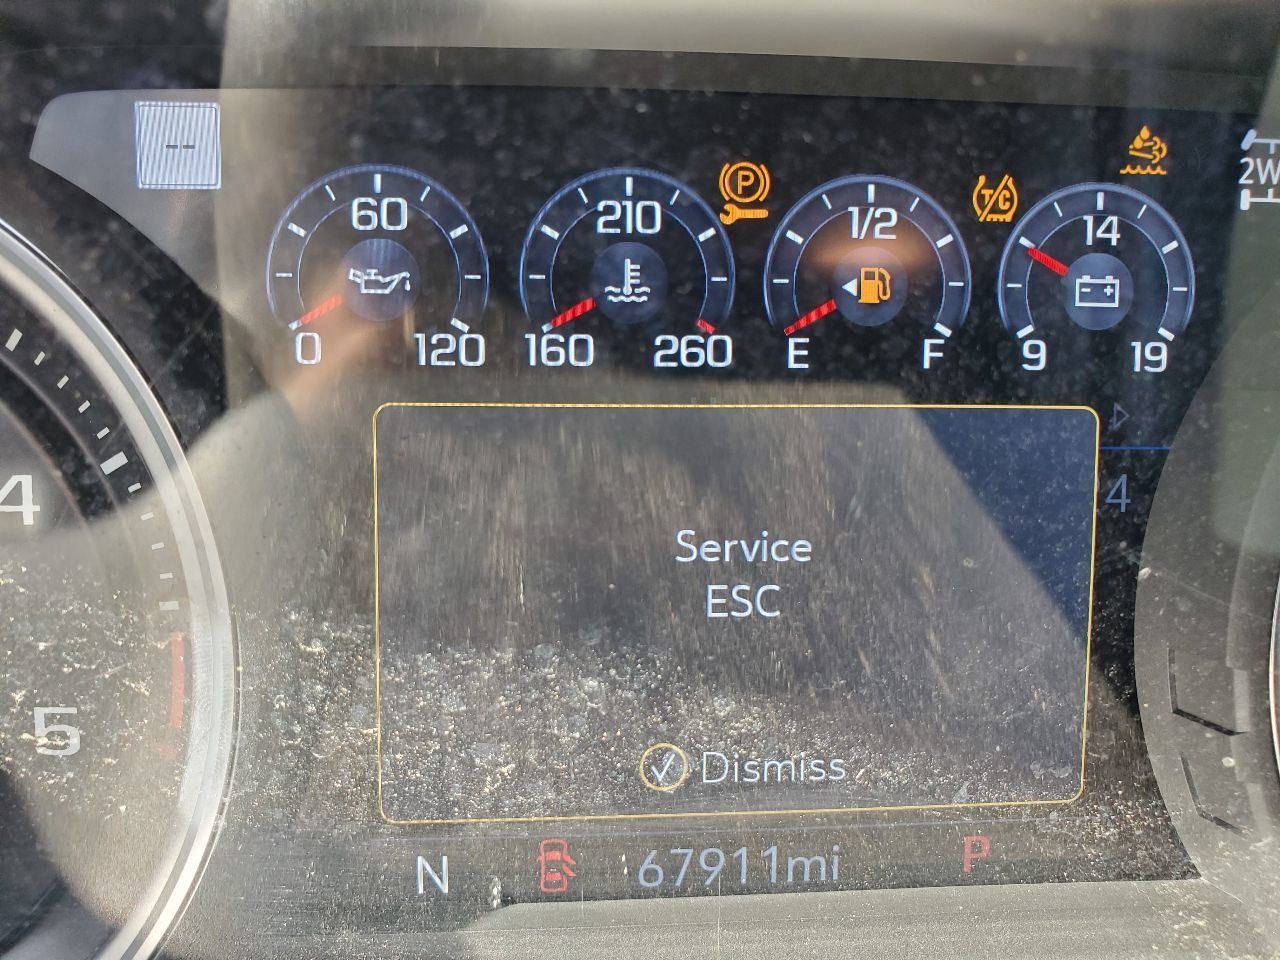 --
60
0 120
210
160 260
P
1/2
E F
T/C
14
9 19
2W
4
5
4
Service
ESC
Dismiss
N 67911mi P